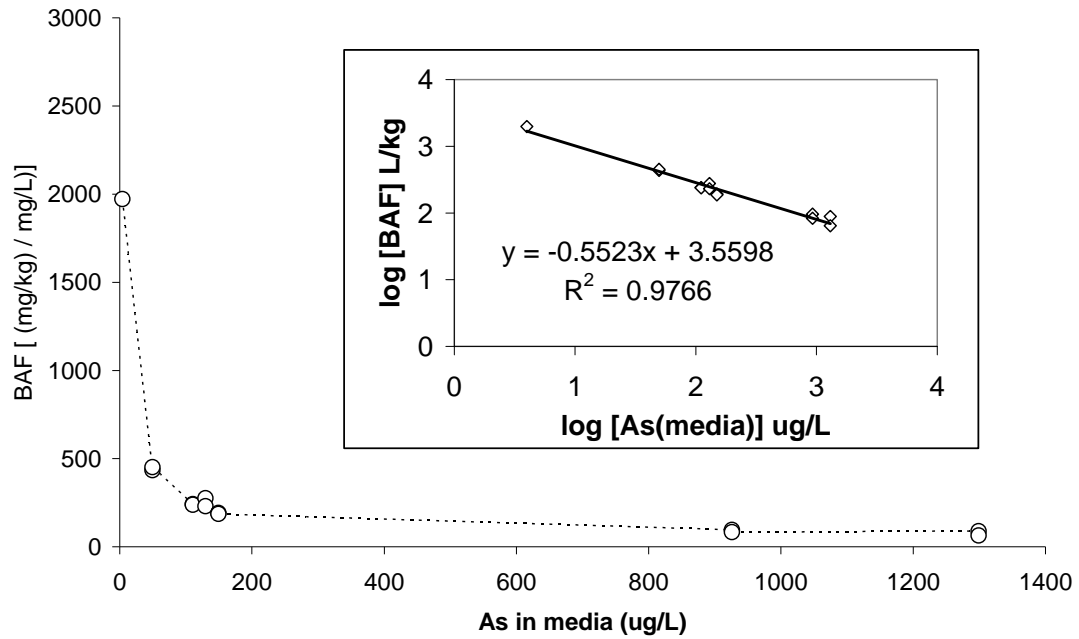 3000
2500
2000
1500
1000
500
0
BAF [ (mg/kg) / mg/L)]
0 200 400 600 800 1000 1200 1400
As in media (ug/L)
4
3
2
1
0
log [BAF] L/kg
y = -0.5523x + 3.5598
R² = 0.9766
0 1 2 3 4
log [As(media)] ug/L